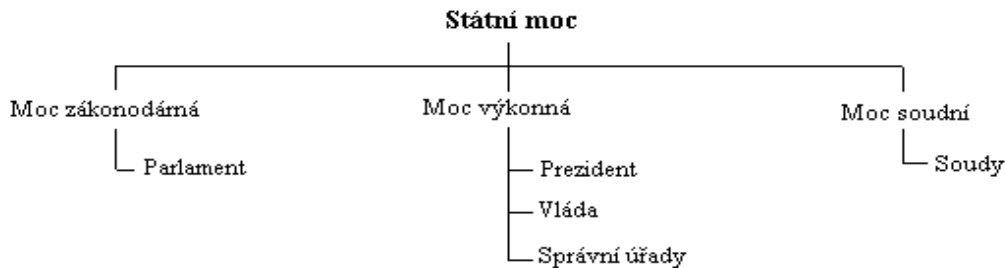 Státní moc
Moc zákonodárná
Moc výkonná
Moc soudní
Parlament
Prezident
Soudy
Vláda
Správní úřady